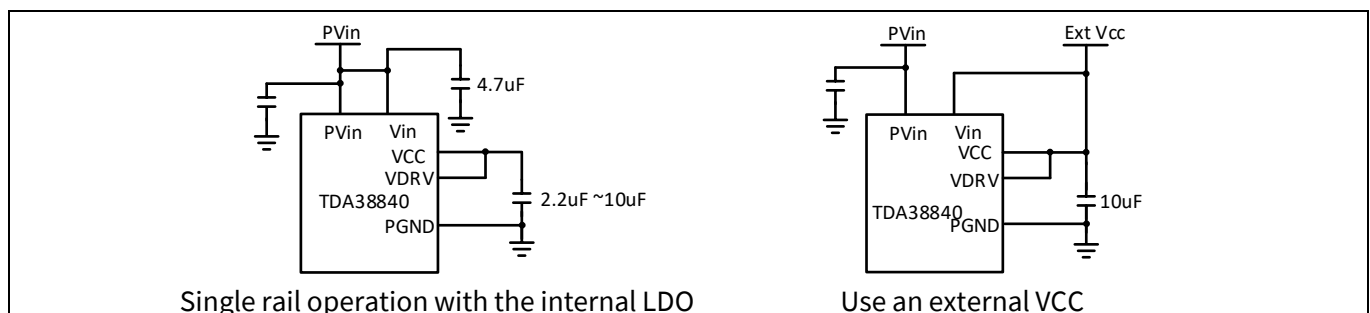 PVin
4.7uF
PVin Vin
VCC
VDRV
TDA38840
2.2uF ~10uF
PGND
Single rail operation with the internal LDO
PVin Ext Vcc
PVin Vin
VCC
VDRV
TDA38840
10uF
PGND
Use an external VCC